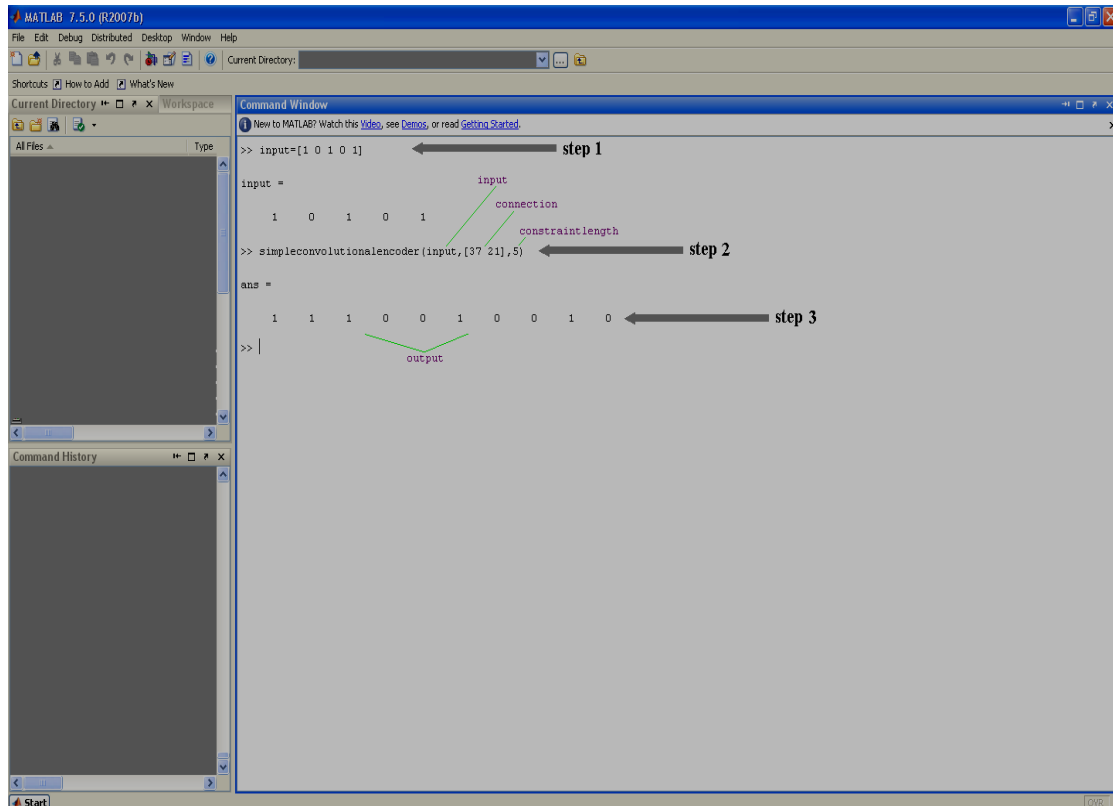 MATLAB 7.5.0 (R2007b)
File Edit Debug Distributed Desktop Window Help
Current Directory:
Shortcuts How to Add What's New
Current Directory Workspace
All Files Type
Command History
Start
Command Window
New to MATLAB? Watch this Video, see Demos, or read Getting Started.
>> input=[1 0 1 0 1] step 1
input =
input
connection
1 0 1 0 1
constraintlength
>> simpleconvolutionalencoder(input,[37 21],5) step 2
ans =
1 1 1 0 0 1 0 0 1 0 step 3
>>
output
OVR